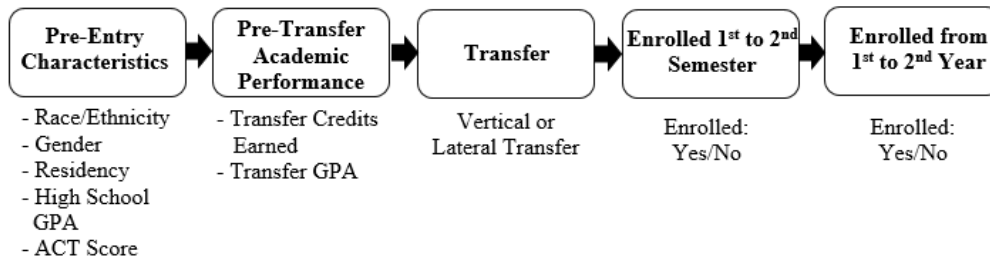 Pre-Entry
Characteristics
- Race/Ethnicity
- Gender
- Residency
- High School
GPA
- ACT Score
Pre-Transfer
Academic
Performance
- Transfer Credits
Earned
- Transfer GPA
Transfer
Vertical or
Lateral Transfer
Enrolled 1st to 2nd
Semester
Enrolled:
Yes/No
Enrolled from
1st to 2nd Year
Enrolled:
Yes/No